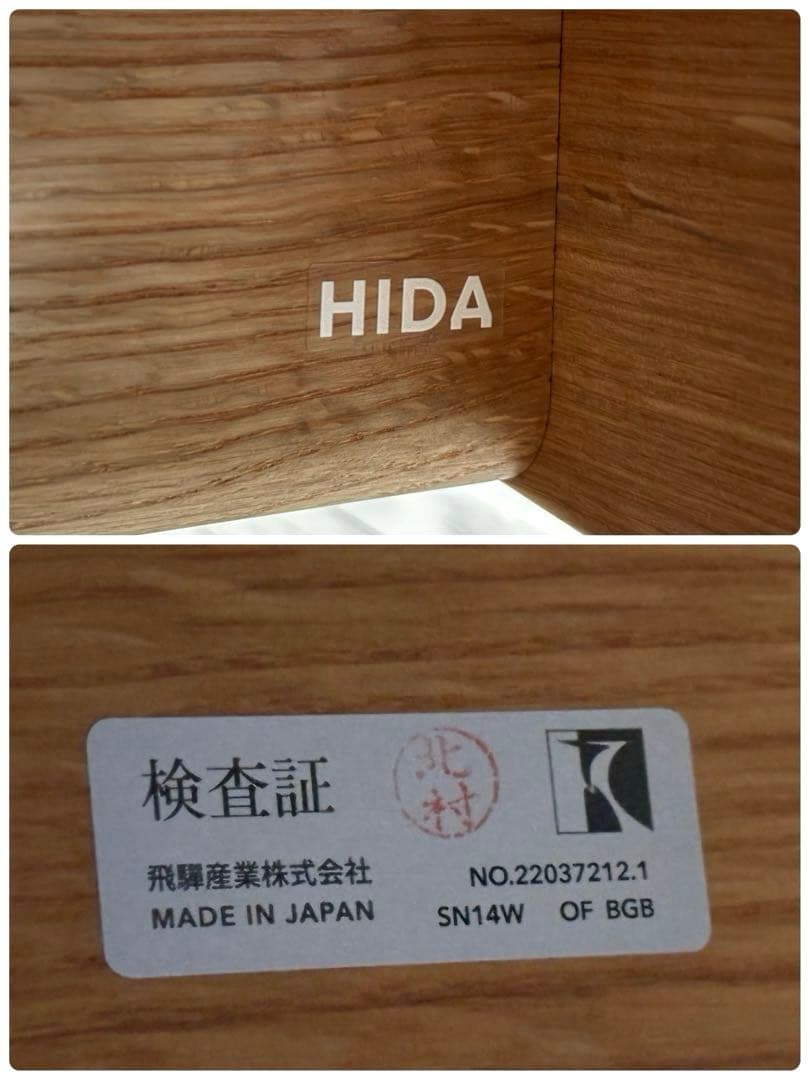 HIDA
検査証
北村
飛驒産業株式会社
NO.22037212.1
MADE IN JAPAN
SN14W OF BGB